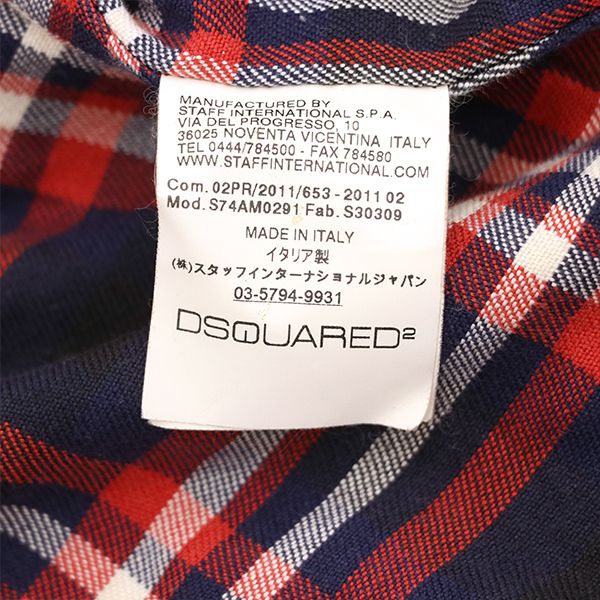 MANUFACTURED BY
STAFF INTERNATIONAL S.P.A.
VIA DEL PROGRESSO, 10
36025 NOVENTA VICENTINA ITALY
TEL 0444/784500 - FAX 784580
WWW.STAFFINTERNATIONAL.COM
Com. 02PR/2011/653 - 2011 02
Mod. S74AM0291 Fab. S30309
MADE IN ITALY
イタリア製
(株)スタッフインターナショナルジャパン
03-5794-9931
DSQUARED²